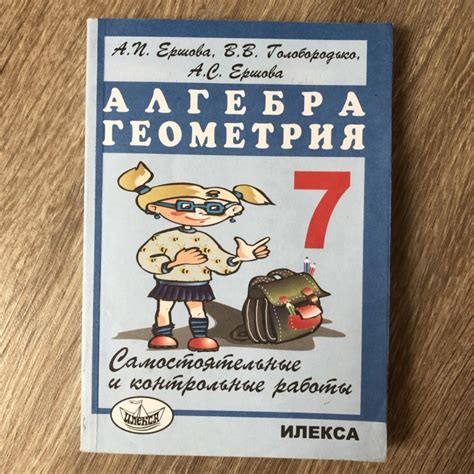 А.П. Ершова, В.В. Голобородько,
А.С. Ершова
АЛГЕБРА
ГЕОМЕТРИЯ
7
Самостоятельные
и контрольные работы
ИЛЕКСА
ИЛЕКСА